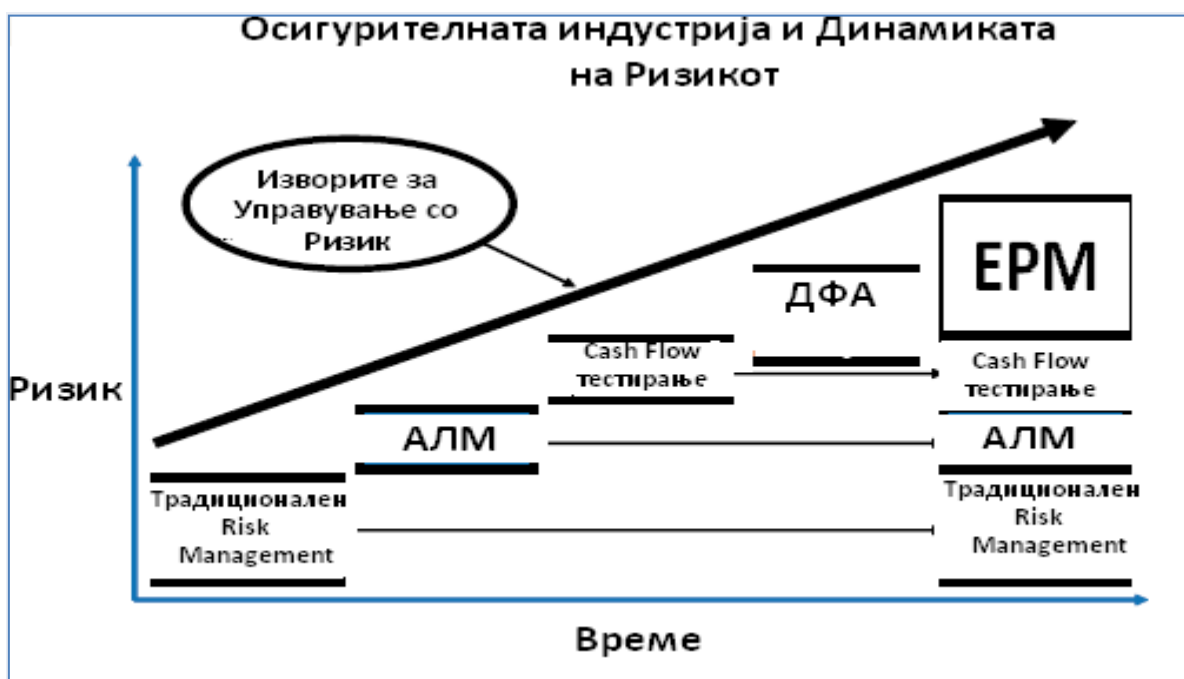 Осигурителната индустрија и Динамиката
на Ризикот
Изворите за
Управување со
Ризик
ЕРМ
ДФА
Cash Flow
тестирање
Cash Flow
тестирање
Ризик
АЛМ
АЛМ
Традиционален
Risk
Management
Традиционален
Risk
Management
Време